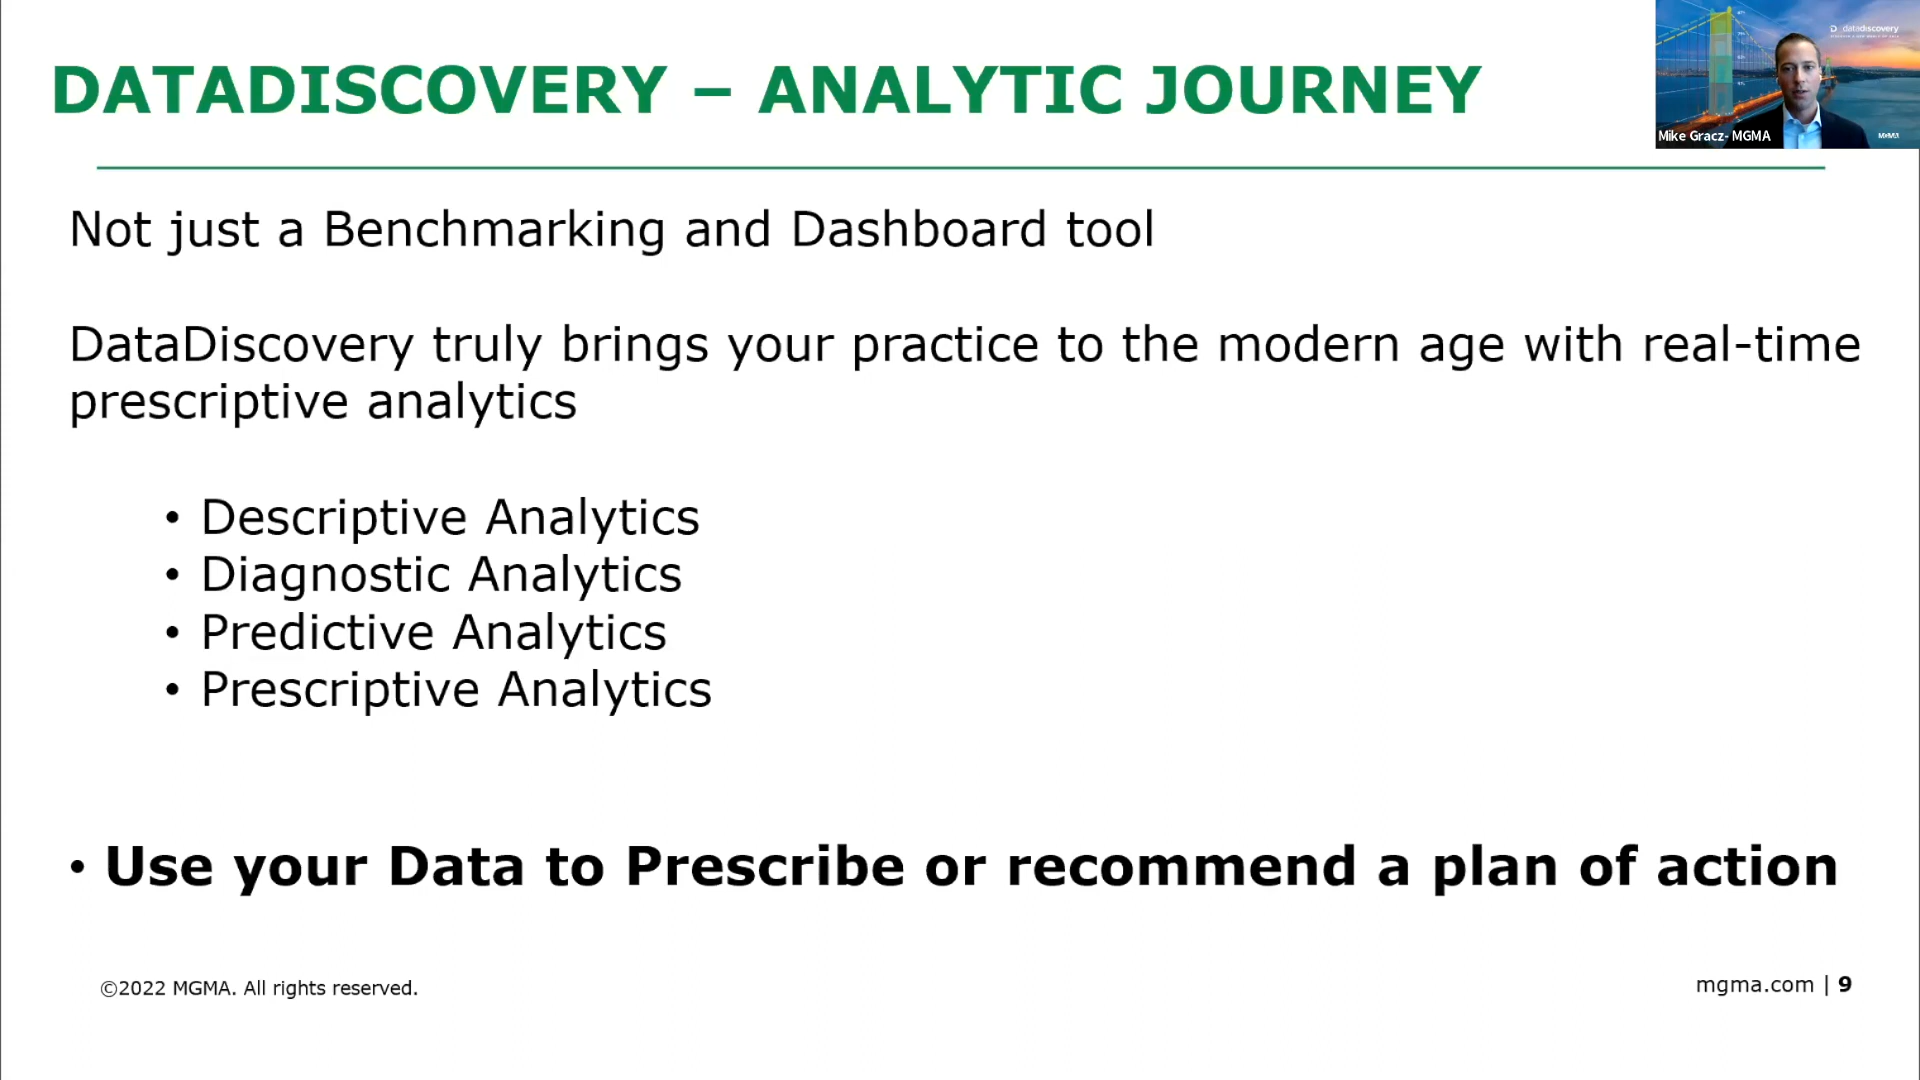 DATADISCOVERY – ANALYTIC JOURNEY
datadiscovery
MGMA
Mike Gracz- MGMA
Not just a Benchmarking and Dashboard tool
DataDiscovery truly brings your practice to the modern age with real-time
prescriptive analytics
• Descriptive Analytics
• Diagnostic Analytics
• Predictive Analytics
• Prescriptive Analytics
• Use your Data to Prescribe or recommend a plan of action
©2022 MGMA. All rights reserved.
mgma.com | 9